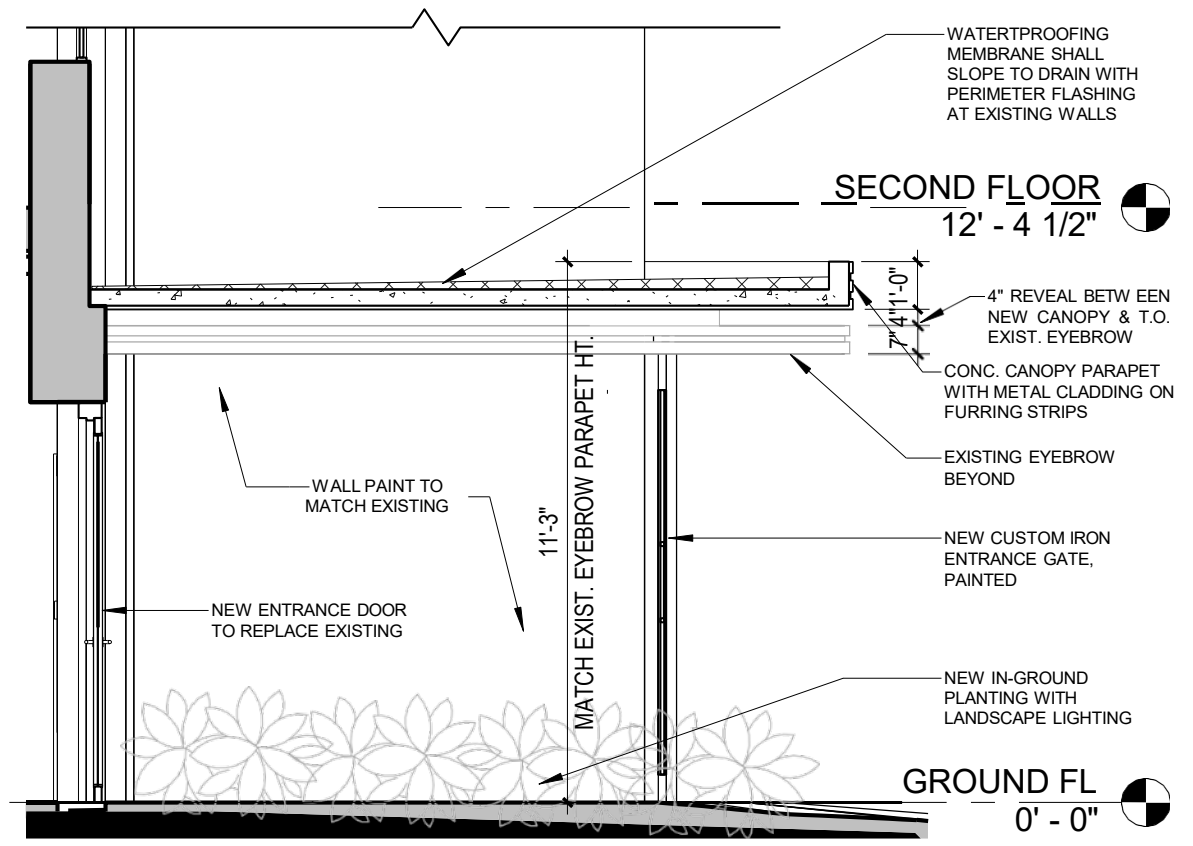 WATERTPROOFING
MEMBRANE SHALL
SLOPE TO DRAIN WITH
PERIMETER FLASHING
AT EXISTING WALLS
SECOND FLOOR
12' - 4 1/2"
1'-0"
4"
7"
4" REVEAL BETW EEN
NEW CANOPY & T.O.
EXIST. EYEBROW
CONC. CANOPY PARAPET
WITH METAL CLADDING ON
FURRING STRIPS
EXISTING EYEBROW
BEYOND
WALL PAINT TO
MATCH EXISTING
11'-3"
MATCH EXIST. EYEBROW PARAPET HT.
NEW CUSTOM IRON
ENTRANCE GATE,
PAINTED
NEW ENTRANCE DOOR
TO REPLACE EXISTING
NEW IN-GROUND
PLANTING WITH
LANDSCAPE LIGHTING
GROUND FL
0' - 0"